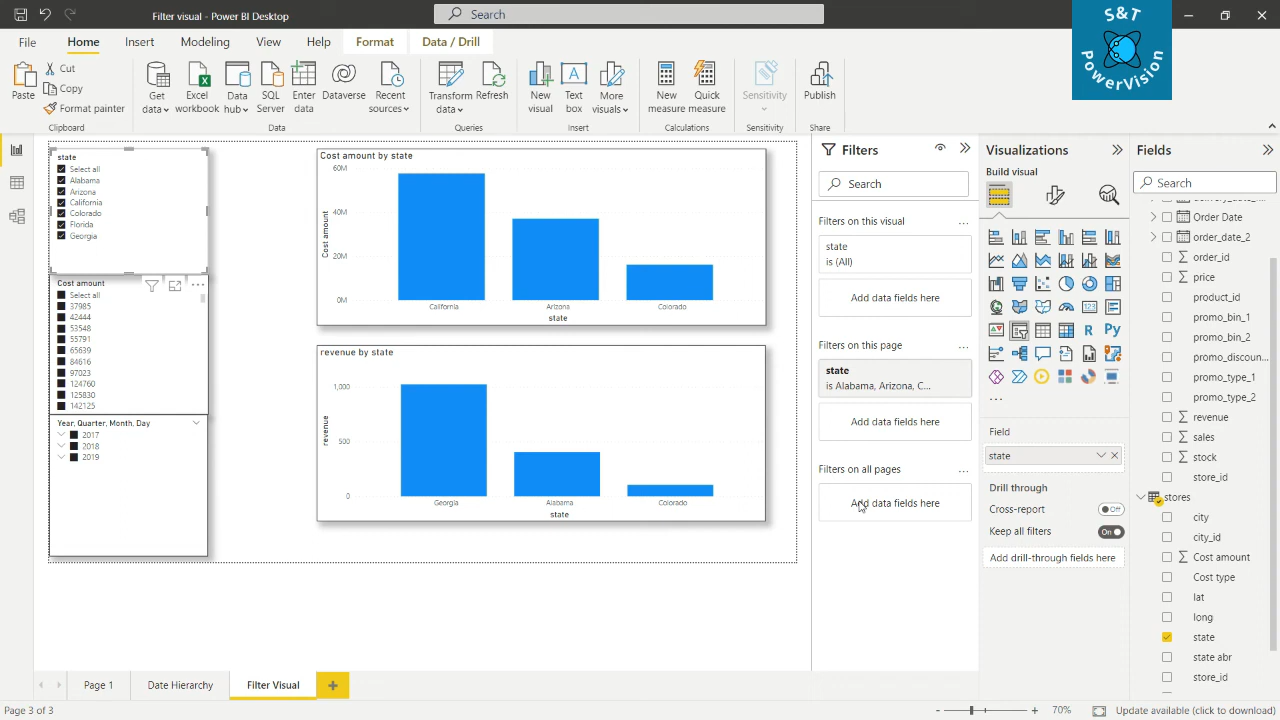 Filter visual - Power BI Desktop
Search
S&T
PowerVision
File
Home
Insert
Modeling
View
Help
Format
Data / Drill
Paste
Cut
Copy
Format painter
Clipboard
Get
data
Excel
workbook
Data
hub
SQL
Server
Enter
data
Dataverse
Recent
sources
Data
Transform
data
Refresh
Queries
New
visual
Text
box
More
visuals
Insert
New
measure
Quick
measure
Calculations
Sensitivity
Sensitivity
Publish
Share
state
Select all
Alabama
Arizona
California
Colorado
Florida
Georgia
Cost amount
Select all
37985
42444
53548
55791
65639
84616
97023
124760
125830
142125
Year, Quarter, Month, Day
2017
2018
2019
Cost amount by state
60M
40M
20M
0M
Cost amount
California
Arizona
Colorado
state
revenue by state
1,000
500
0
revenue
Georgia
Alabama
Colorado
state
Filters
Search
Filters on this visual
...
state
is (All)
Add data fields here
Filters on this page
...
state
is Alabama, Arizona, C...
Add data fields here
Filters on all pages
...
Add data fields here
Visualizations
Build visual
R
Py
...
Field
state
Drill through
Cross-report
Off
Keep all filters
On
Add drill-through fields here
Fields
Search
Order Date
order_date_2
order_id
price
product_id
promo_bin_1
promo_bin_2
promo_discoun...
promo_type_1
promo_type_2
revenue
sales
stock
store_id
stores
city
city_id
Cost amount
Cost type
lat
long
state
state abr
store_id
Page 1
Date Hierarchy
Filter Visual
Page 3 of 3
- + 70%
Update available (click to download)